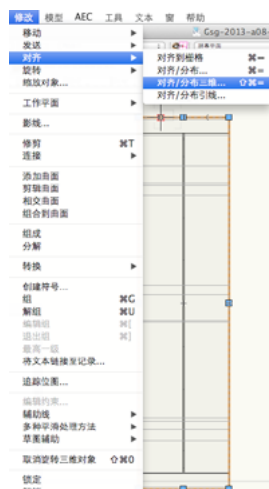 修改 模型 AEC 工具 文本 窗 帮助
Gsg-2013-a08-
移动
发送
对齐
旋转
缩放对象...
工作平面
影线...
修剪 ⌘T
连接
添加曲面
剪辑曲面
相交曲面
组合到曲面
组成
分解
转换
创建符号...
组 ⌘G
解组 ⌘U
编辑组 ⌘[
退出组 ⌘]
最高一级
将文本链接至记录...
追踪位图...
编辑约束...
辅助线
多种平滑处理方法
草图辅助
取消旋转三维对象 ⇧⌘0
锁定
对齐到栅格 ⌘-
对齐/分布... ⌘=
对齐/分布三维... ⇧⌘=
对齐/分布引线...